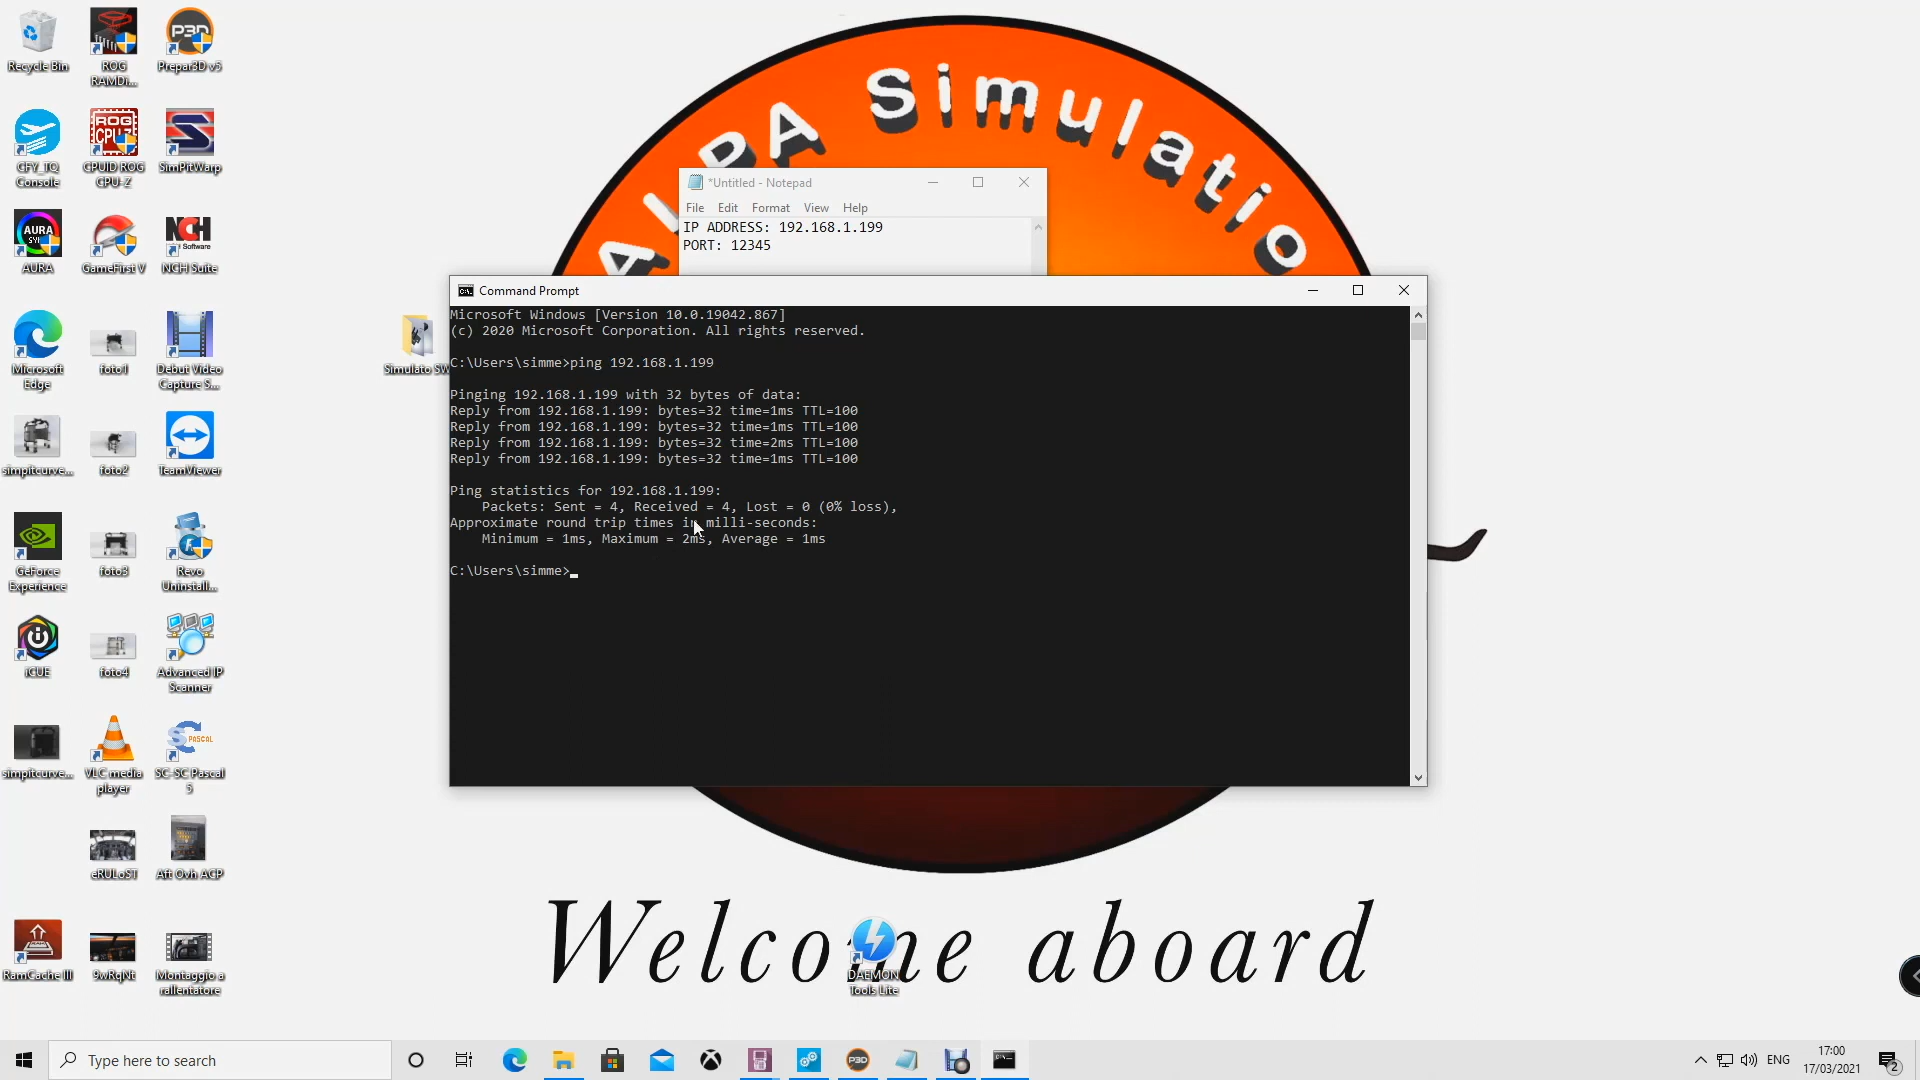 Recycle Bin
ROG
RAMDi...
Prepar3D v5
CFY_TQ
Console
CPUID ROG
CPU-Z
SimPitWarp
AURA
GameFirst V
NCH Suite
Microsoft
Edge
foto1
Debut Video
Capture S...
simpitcurve...
foto2
TeamViewer
GeForce
Experience
foto3
Revo
Uninstall...
iCUE
foto4
Advanced IP
Scanner
simpitcurve...
VLC media
player
SC-SC Pascal
5
eRULoST
Aft Ovh ACP
RamCache III
9wRqNt
Montaggio a
rallentatore
Simulato SW
ALPA Simulatio
*Untitled - Notepad
File Edit Format View Help
IP ADDRESS: 192.168.1.199
PORT: 12345
Command Prompt
Microsoft Windows [Version 10.0.19042.867]
(c) 2020 Microsoft Corporation. All rights reserved.
C:\Users\simme>ping 192.168.1.199
Pinging 192.168.1.199 with 32 bytes of data:
Reply from 192.168.1.199: bytes=32 time=1ms TTL=100
Reply from 192.168.1.199: bytes=32 time=1ms TTL=100
Reply from 192.168.1.199: bytes=32 time=2ms TTL=100
Reply from 192.168.1.199: bytes=32 time=1ms TTL=100
Ping statistics for 192.168.1.199:
Packets: Sent = 4, Received = 4, Lost = 0 (0% loss),
Approximate round trip times in milli-seconds:
Minimum = 1ms, Maximum = 2ms, Average = 1ms
C:\Users\simme>
Welcome aboard
DAEMON
Tools Lite
Type here to search
ENG
17:00
17/03/2021
2